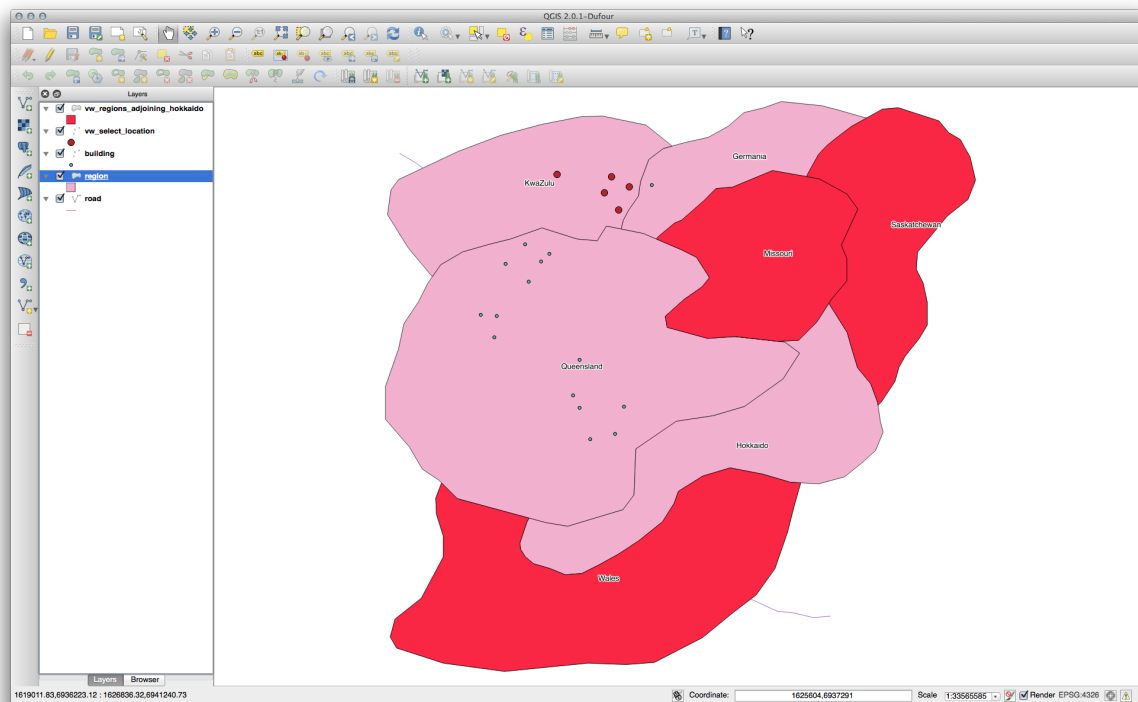 QGIS 2.0.1-Dufour
Layers
vw_regions_adjoining_hokkaido
vw_select_location
building
region
road
Germania
KwaZulu
Saskatchewan
Missouri
Queensland
Hokkaido
Wales
Layers
Browser
1619011.83,6936223.12 : 1626836.32,6941240.73
Coordinate:
1625604,6937291
Scale
1:33565585
Render
EPSG:4326